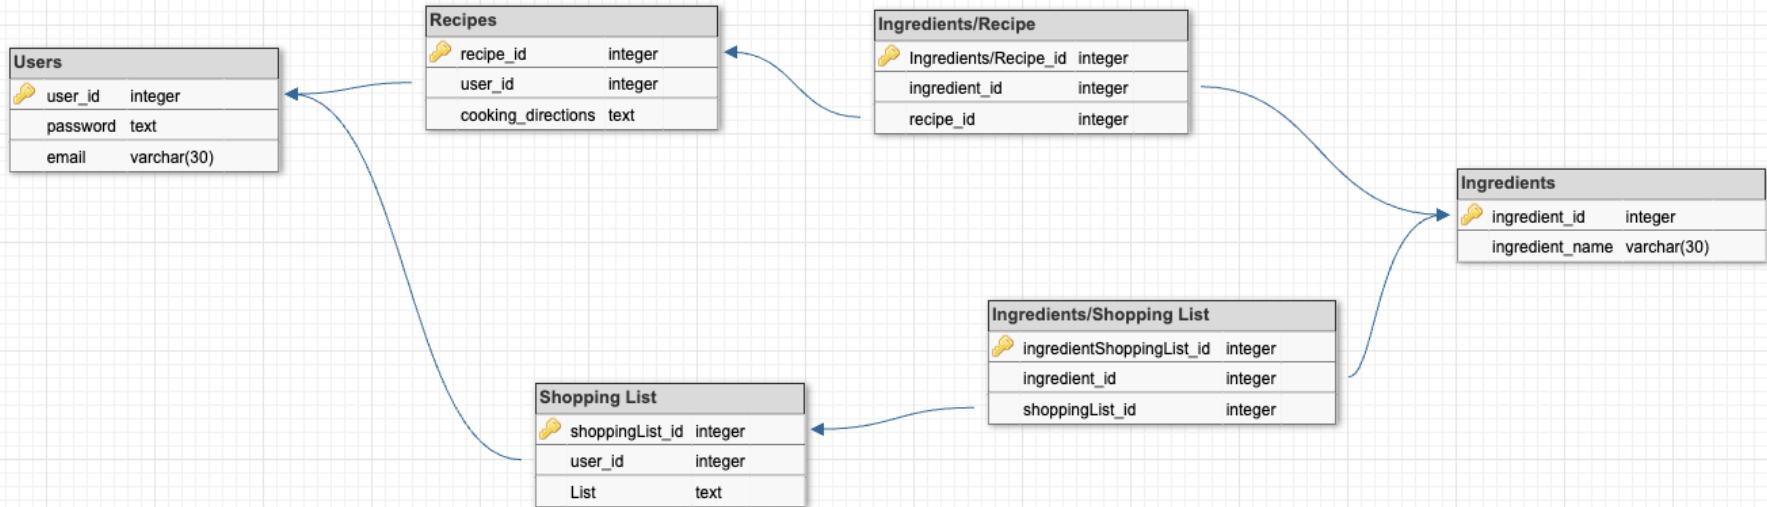 Users
user_id integer
password text
email varchar(30)
Recipes
recipe_id integer
user_id integer
cooking_directions text
Ingredients/Recipe
Ingredients/Recipe_id integer
ingredient_id integer
recipe_id integer
Ingredients
ingredient_id integer
ingredient_name varchar(30)
Ingredients/Shopping List
ingredientShoppingList_id integer
ingredient_id integer
shoppingList_id integer
Shopping List
shoppingList_id integer
user_id integer
List text